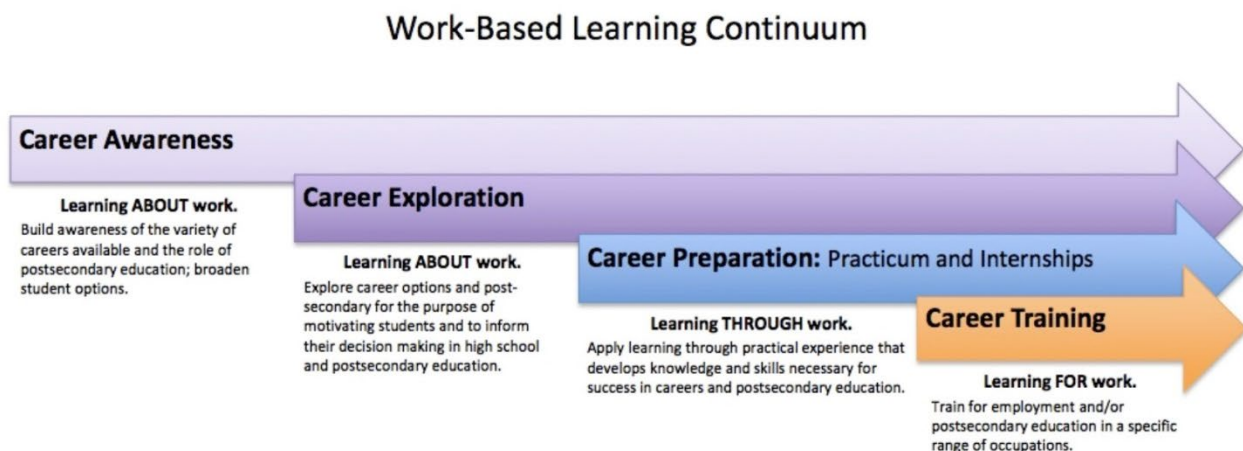 Work-Based Learning Continuum
Career Awareness
Learning ABOUT work.
Build awareness of the variety of
careers available and the role of
postsecondary education; broaden
student options.
Career Exploration
Learning ABOUT work.
Explore career options and post-
secondary for the purpose of
motivating students and to inform
their decision making in high school
and postsecondary education.
Career Preparation: Practicum and Internships
Learning THROUGH work.
Apply learning through practical experience that
develops knowledge and skills necessary for
success in careers and postsecondary education.
Career Training
Learning FOR work.
Train for employment and/or
postsecondary education in a specific
range of occupations.